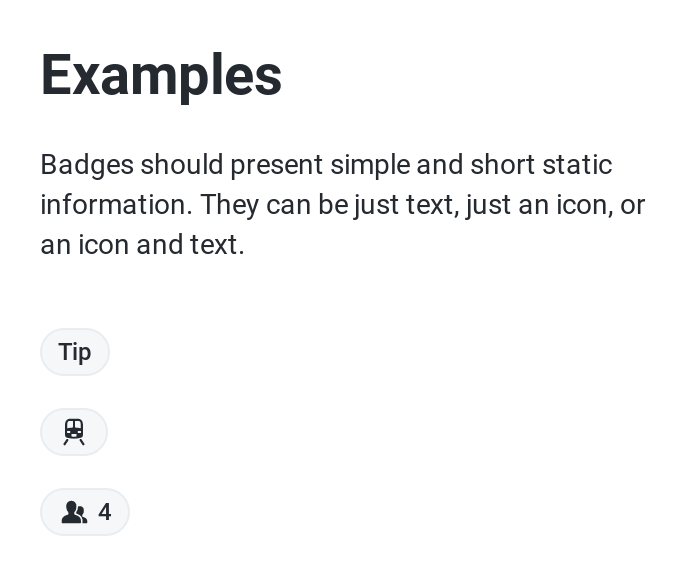 Examples
Badges should present simple and short static
information. They can be just text, just an icon, or
an icon and text.
Tip
4